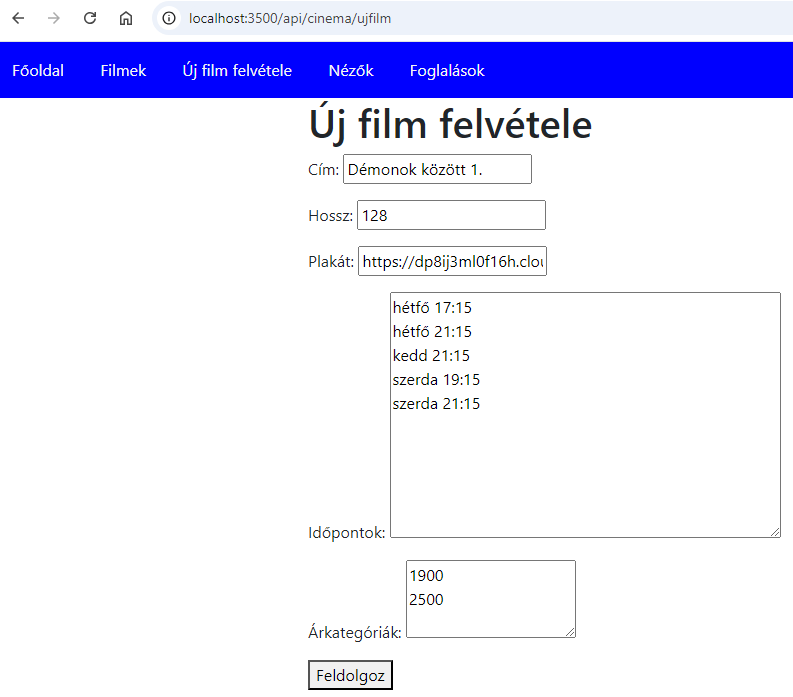 localhost:3500/api/cinema/ujfilm
Főoldal Filmek Új film felvétele Nézők Foglalások
Új film felvétele
Cím: Démonok között 1.
Hossz: 128
Plakát: https://dp8ij3ml0f16h.clou
hétfő 17:15
hétfő 21:15
kedd 21:15
szerda 19:15
szerda 21:15
Időpontok:
1900
2500
Árkategóriák:
Feldolgoz